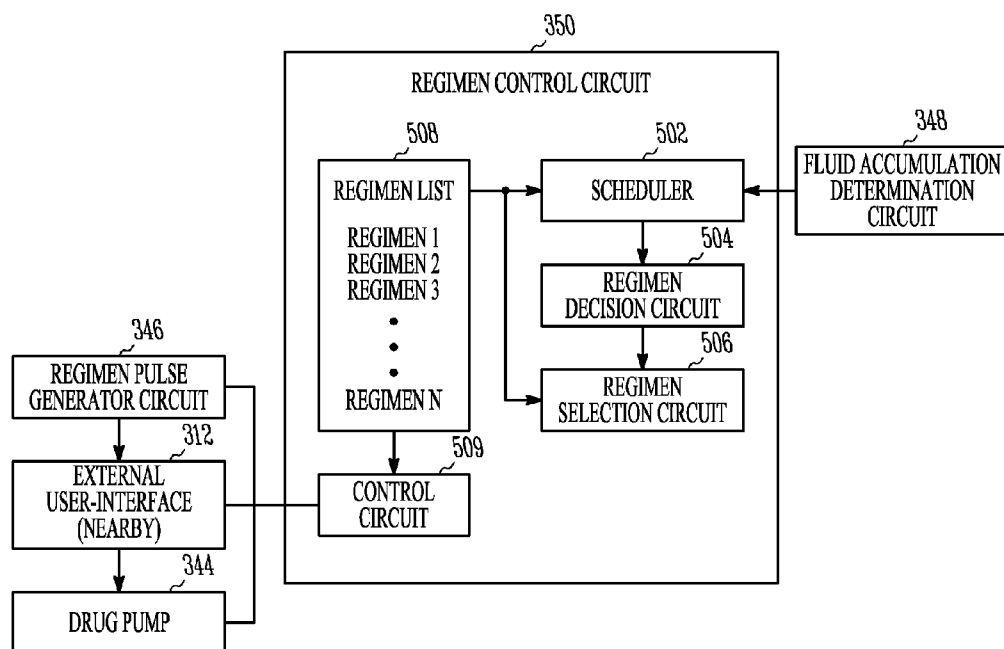 350
REGIMEN CONTROL CIRCUIT
508
REGIMEN LIST
REGIMEN 1
REGIMEN 2
REGIMEN 3
REGIMEN N
502
SCHEDULER
348
FLUID ACCUMULATION
DETERMINATION
CIRCUIT
504
REGIMEN
DECISION CIRCUIT
506
REGIMEN
SELECTION CIRCUIT
346
REGIMEN PULSE
GENERATOR CIRCUIT
312
EXTERNAL
USER-INTERFACE
(NEARBY)
509
CONTROL
CIRCUIT
344
DRUG PUMP